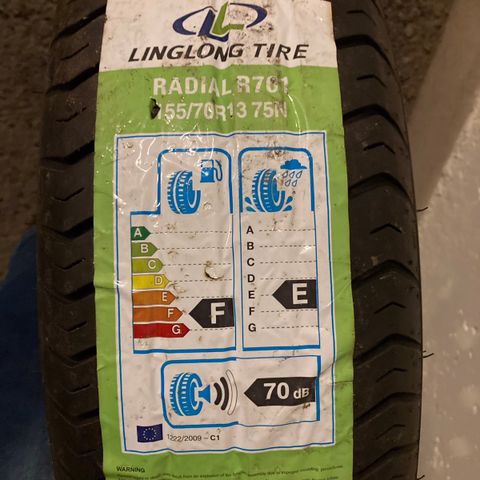 LINGLONG TIRE
RADIAL R701
155/70R13 75N
A
B
C
D
E
F
G
F
A
B
C
D
E
F
G
E
70 dB
1222/2009 - C1
WARNING